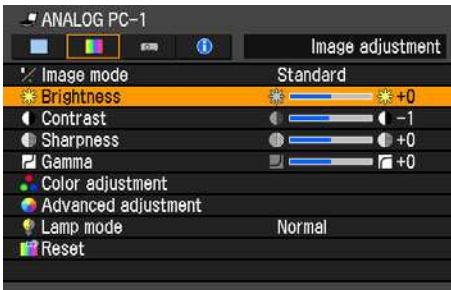 ANALOG PC-1
Image adjustment
Image mode Standard
Brightness +0
Contrast -1
Sharpness +0
Gamma +0
Color adjustment
Advanced adjustment
Lamp mode Normal
Reset